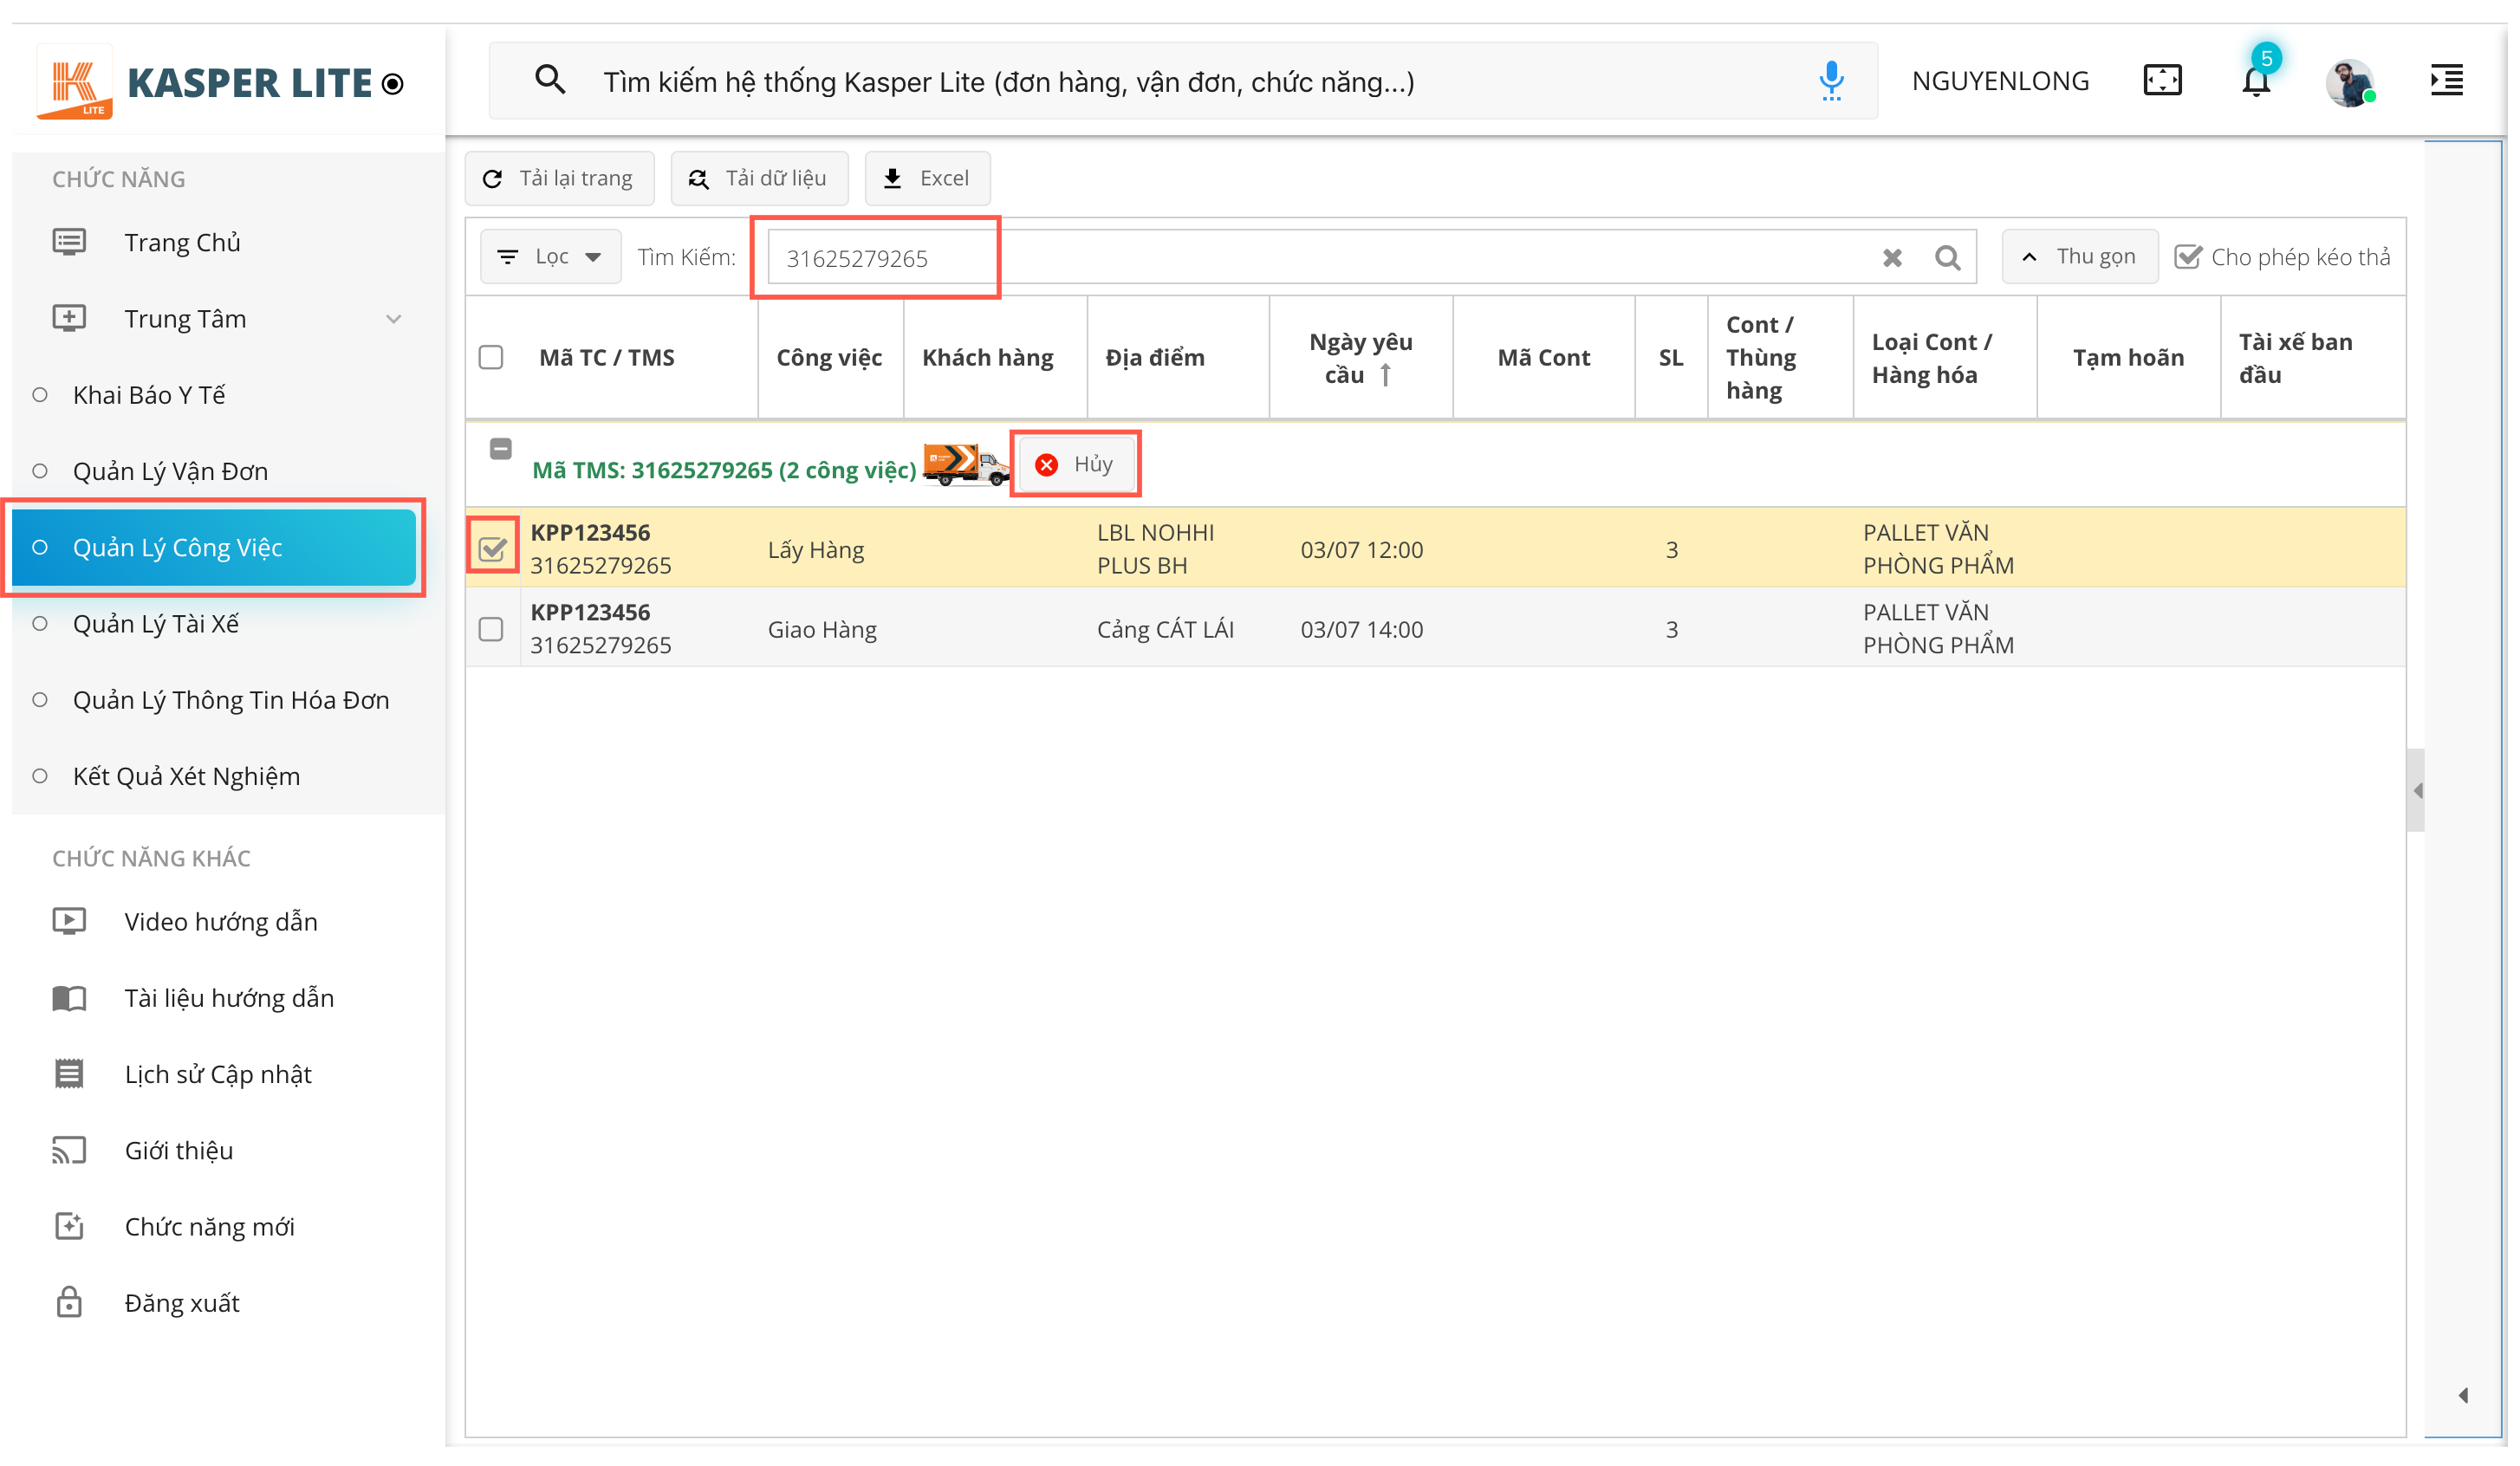 LITE
KASPER LITE
Tìm kiếm hệ thống Kasper Lite (đơn hàng, vận đơn, chức năng...)
NGUYENLONG
5
CHỨC NĂNG
Trang Chủ
Trung Tâm
Khai Báo Y Tế
Quản Lý Vận Đơn
Quản Lý Công Việc
Quản Lý Tài Xế
Quản Lý Thông Tin Hóa Đơn
Kết Quả Xét Nghiệm
CHỨC NĂNG KHÁC
Video hướng dẫn
Tài liệu hướng dẫn
Lịch sử Cập nhật
Giới thiệu
Chức năng mới
Đăng xuất
Tải lại trang
Tải dữ liệu
Excel
Lọc
Tìm Kiếm:
31625279265
Thu gọn
Cho phép kéo thả
Mã TC / TMS
Công việc
Khách hàng
Địa điểm
Ngày yêu
cầu
Mã Cont
SL
Cont /
Thùng
hàng
Loại Cont /
Hàng hóa
Tạm hoãn
Tài xế ban
đầu
Mã TMS: 31625279265 (2 công việc)
Hủy
KPP123456
31625279265
Lấy Hàng
LBL NOHHI
PLUS BH
03/07 12:00
3
PALLET VĂN
PHÒNG PHẨM
KPP123456
31625279265
Giao Hàng
Cảng CÁT LÁI
03/07 14:00
3
PALLET VĂN
PHÒNG PHẨM